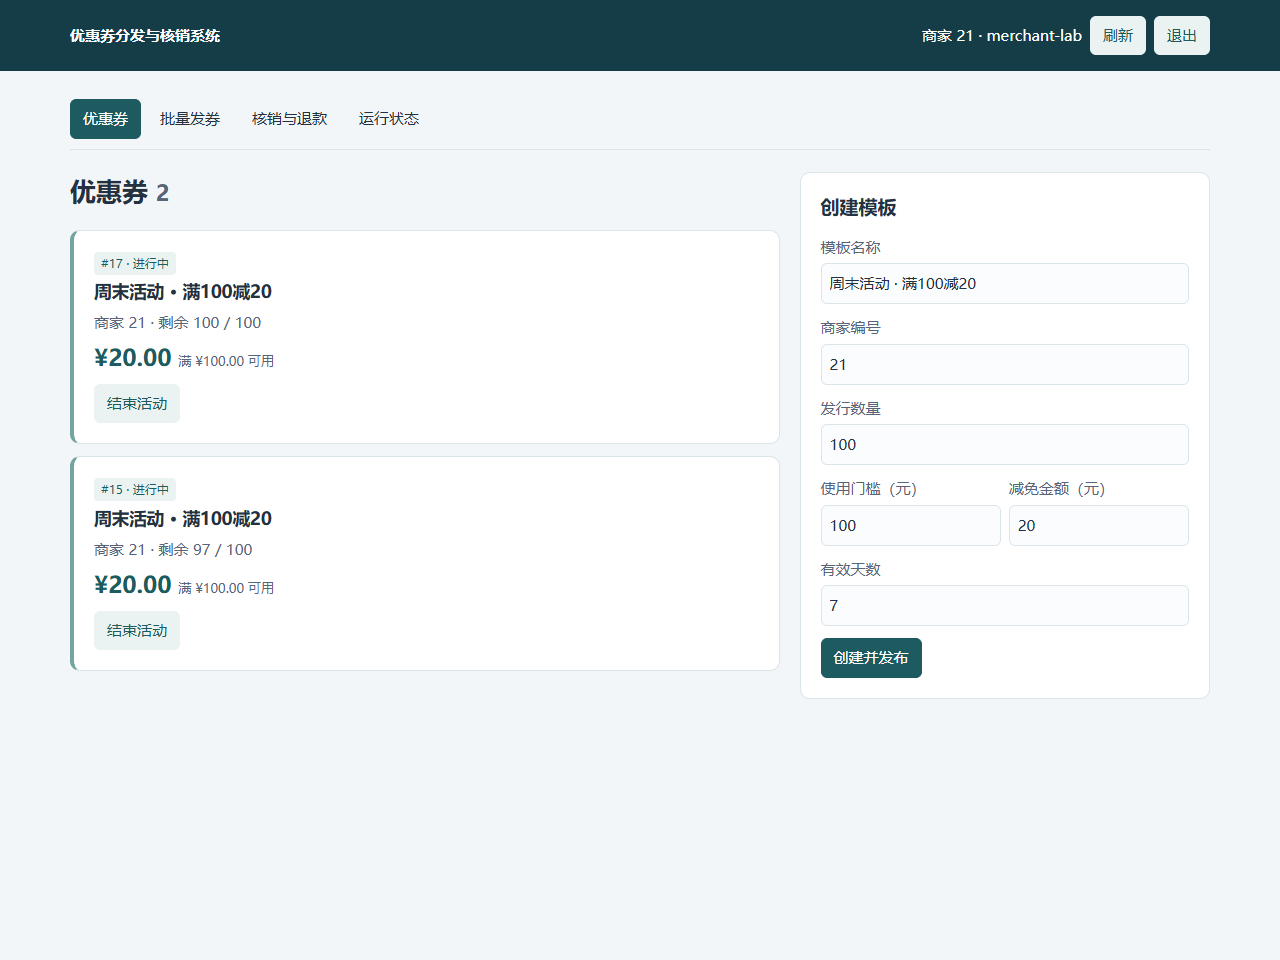 优惠券分发与核销系统
商家 21 · merchant-lab
刷新
退出
优惠券
批量发券
核销与退款
运行状态
优惠券 2
#17 · 进行中
周末活动 · 满100减20
商家 21 · 剩余 100 / 100
¥20.00 满 ¥100.00 可用
结束活动
#15 · 进行中
周末活动 · 满100减20
商家 21 · 剩余 97 / 100
¥20.00 满 ¥100.00 可用
结束活动
创建模板
模板名称
周末活动 · 满100减20
商家编号
21
发行数量
100
使用门槛（元）
减免金额（元）
100
20
有效天数
7
创建并发布